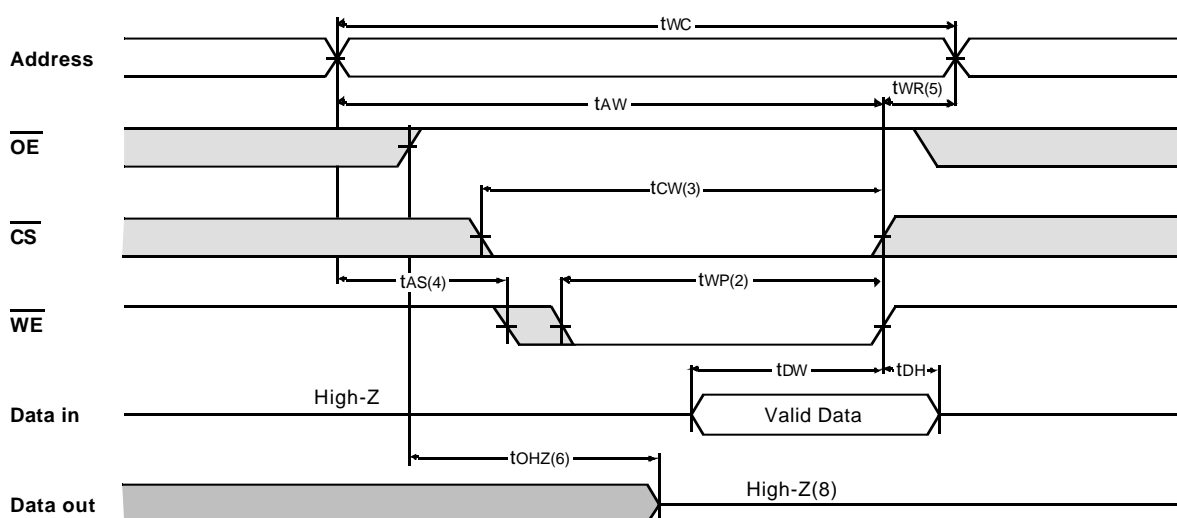 tWC
Address
tWR(5)
tAW
OE
tCW(3)
CS
tAS(4)
tWP(2)
WE
tDW
tDH
High-Z
Data in
Valid Data
tOHZ(6)
High-Z(8)
Data out